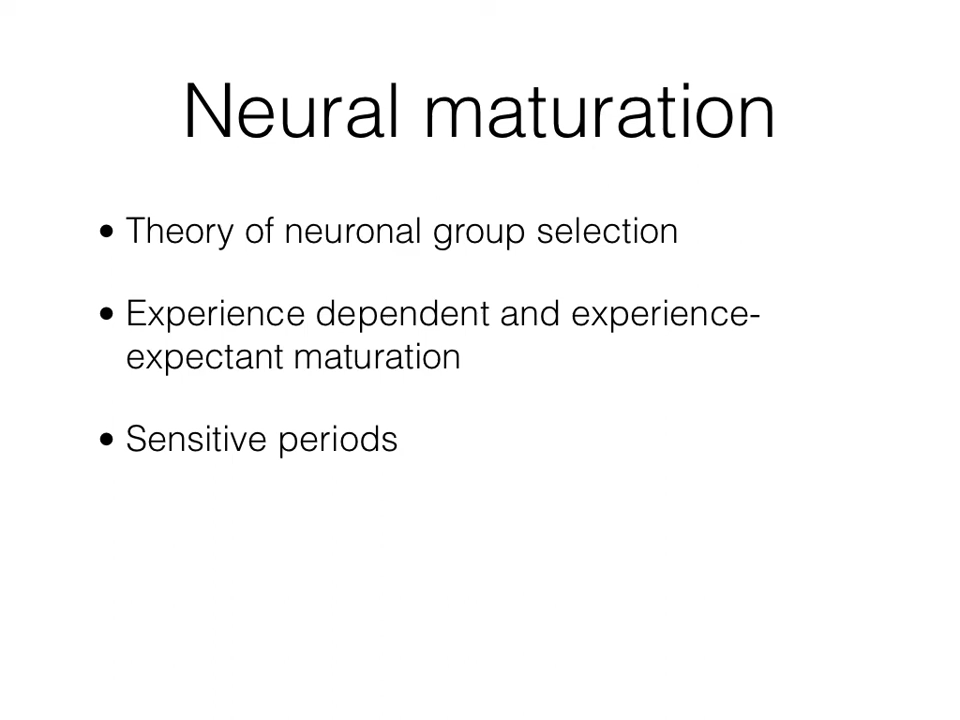 Neural maturation
• Theory of neuronal group selection
• Experience dependent and experience-
expectant maturation
• Sensitive periods